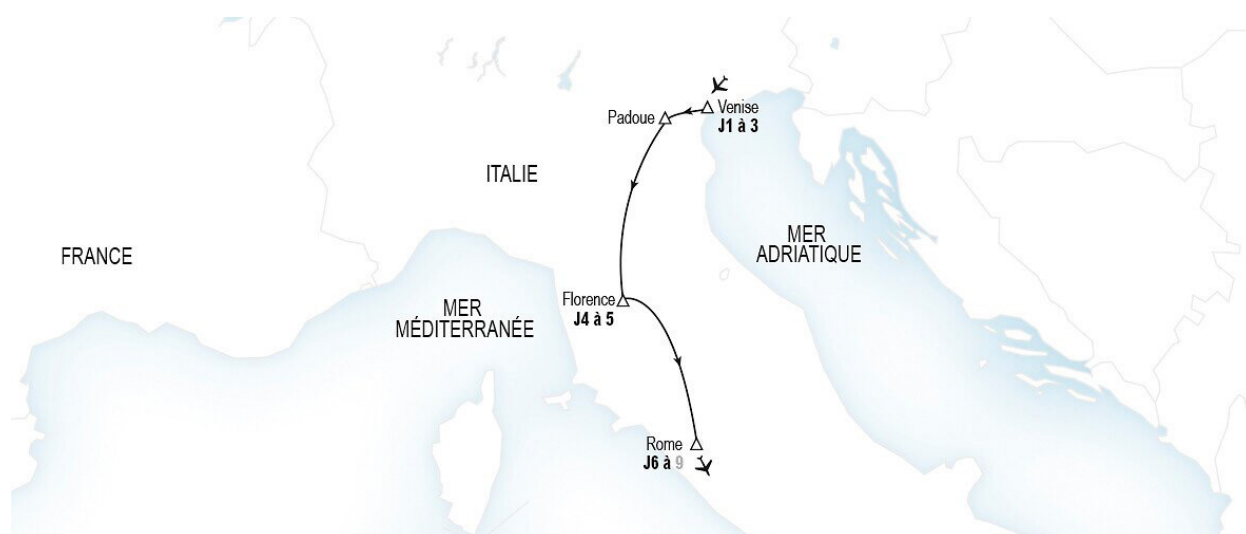 Venise
J1 à 3
Padoue
ITALIE
MER
ADRIATIQUE
FRANCE
Florence
J4 à 5
MER
MÉDITERRANÉE
Rome
J6 à 9